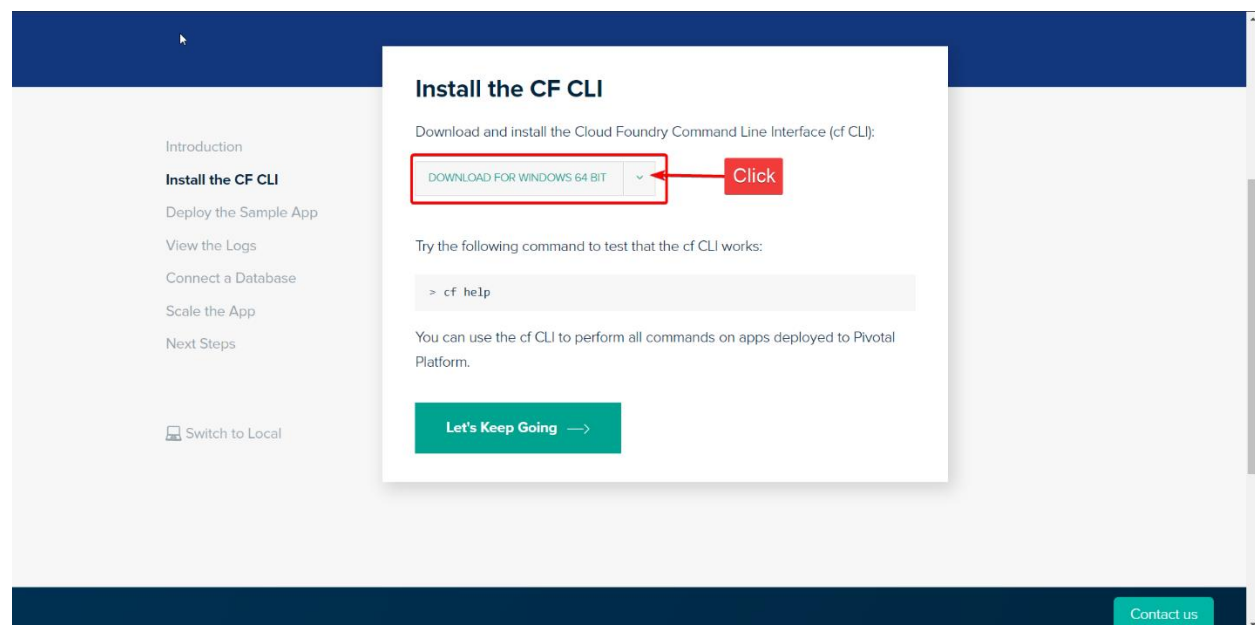 Install the CF CLI
Download and install the Cloud Foundry Command Line Interface (cf CLI):
DOWNLOAD FOR WINDOWS 64 BIT
Click
Try the following command to test that the cf CLI works:
> cf help
You can use the cf CLI to perform all commands on apps deployed to Pivotal
Platform.
Let's Keep Going
Introduction
Install the CF CLI
Deploy the Sample App
View the Logs
Connect a Database
Scale the App
Next Steps
Switch to Local
Contact us